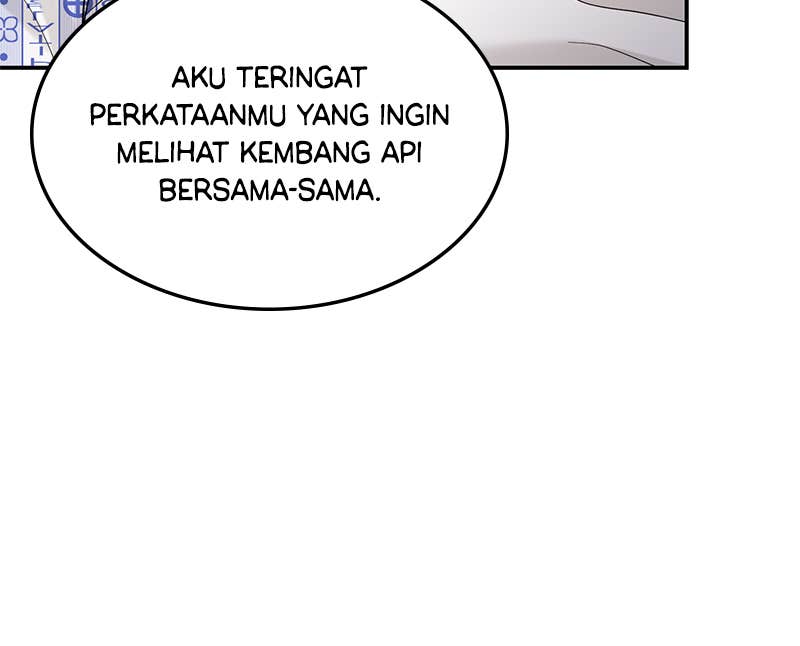 AKU TERINGAT
PERKATAANMU YANG INGIN
MELIHAT KEMBANG API
BERSAMA-SAMA.